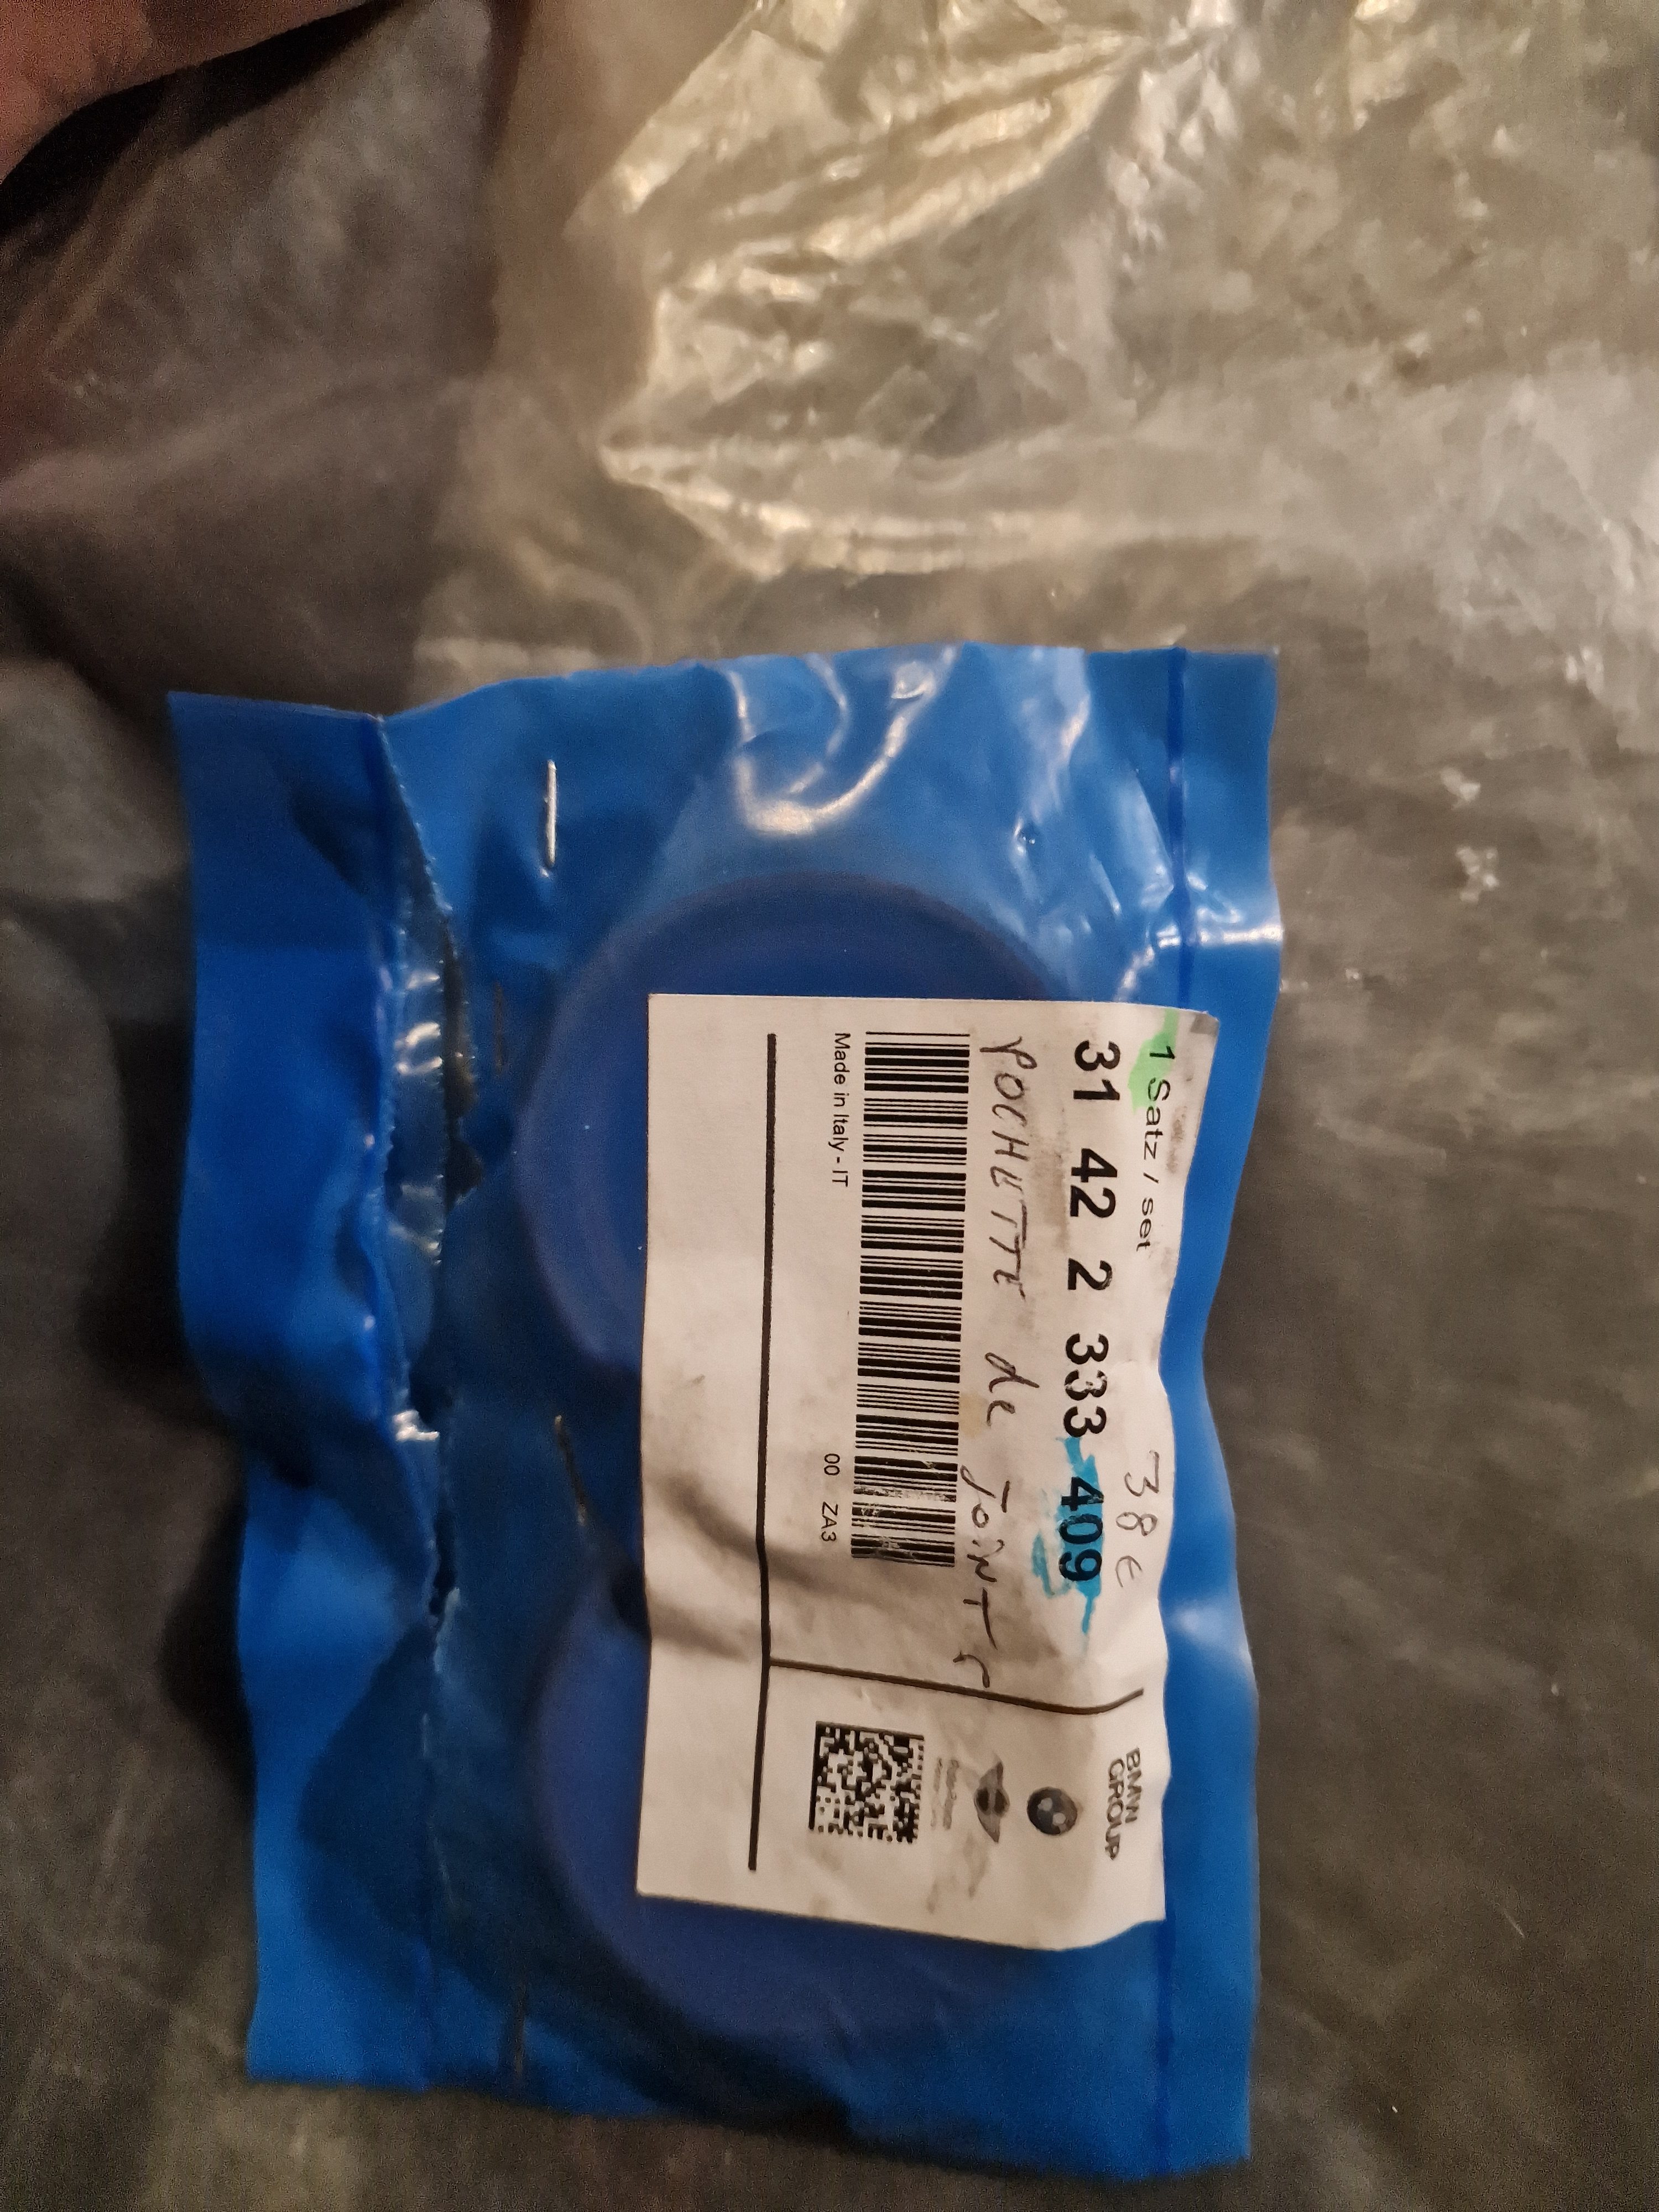 1 Satz / set
38 €
31 42 2 333 409
POCHETTE de JOiNTS
Made in Italy - IT
00 ZA3
BMW
GROUP